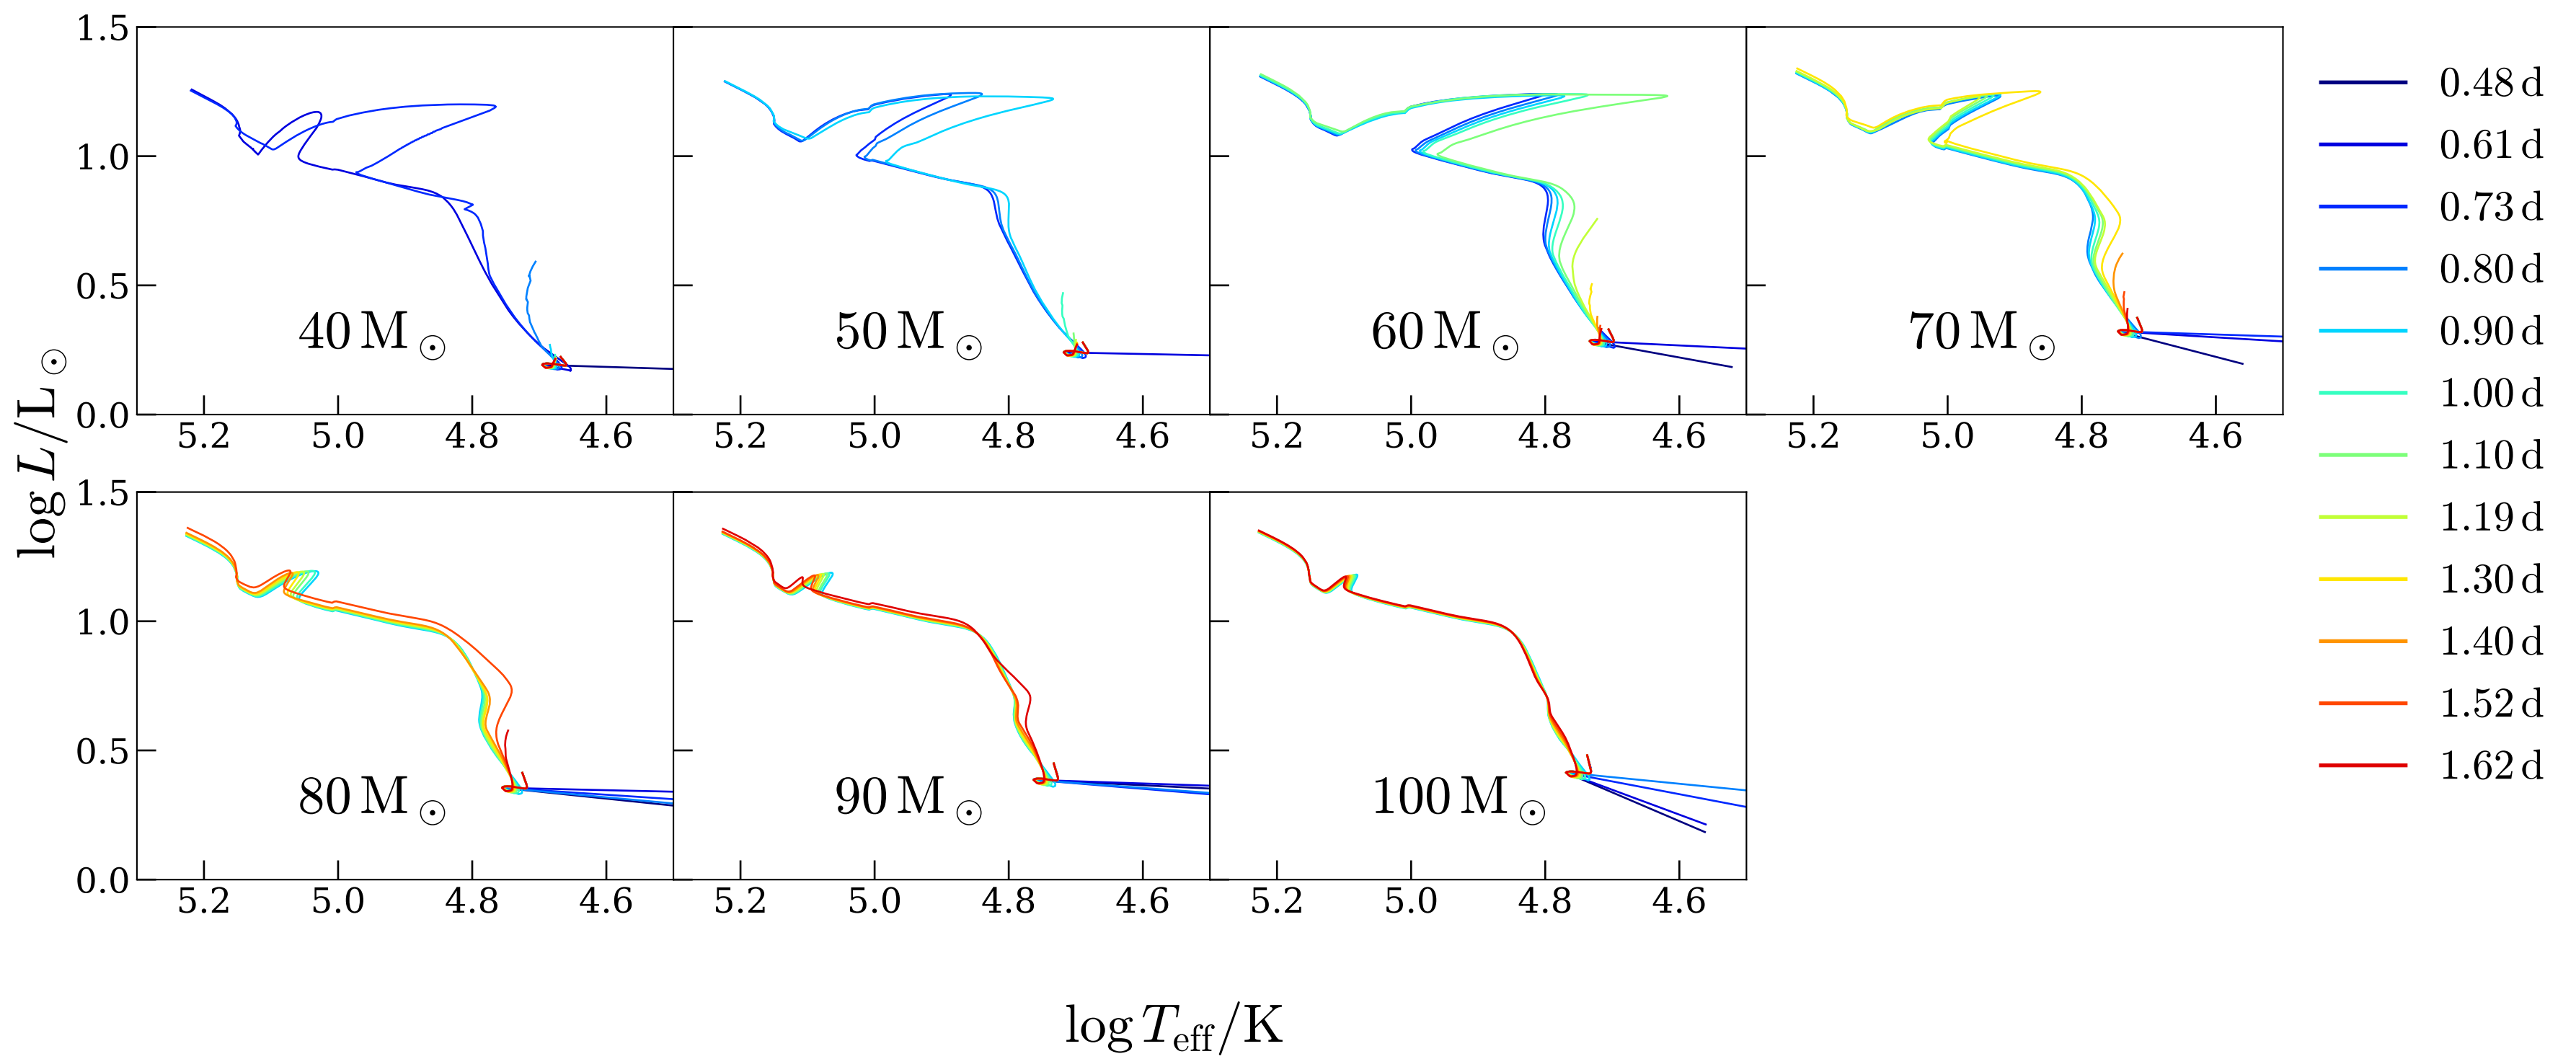 log L/L⊙
1.5
1.0
0.5
0.0
40 M⊙
50 M⊙
60 M⊙
70 M⊙
5.2 5.0 4.8 4.6
5.2 5.0 4.8 4.6
5.2 5.0 4.8 4.6
5.2 5.0 4.8 4.6
1.5
1.0
0.5
0.0
80 M⊙
90 M⊙
100 M⊙
5.2 5.0 4.8 4.6
5.2 5.0 4.8 4.6
5.2 5.0 4.8 4.6
log Teff/K
0.48 d
0.61 d
0.73 d
0.80 d
0.90 d
1.00 d
1.10 d
1.19 d
1.30 d
1.40 d
1.52 d
1.62 d